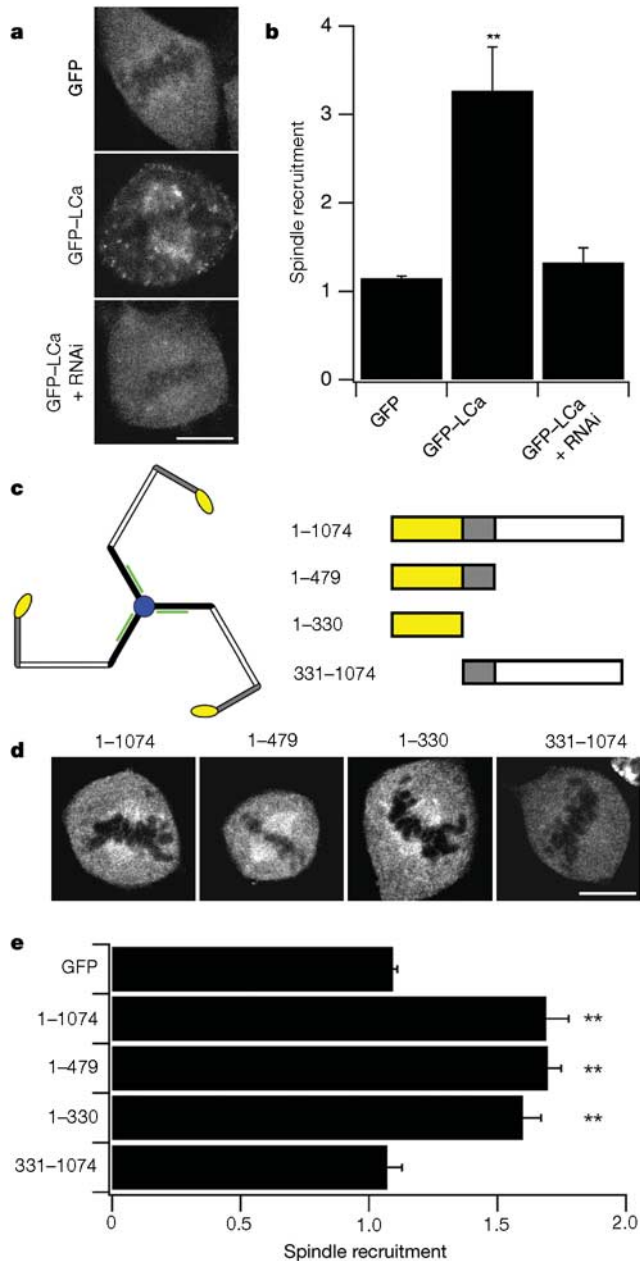 a
GFP
GFP–LCa
GFP–LCa
+ RNAi
b
Spindle recruitment
4
3
2
1
0
**
GFP
GFP–LCa
GFP–LCa
+ RNAi
c
1–1074
1–479
1–330
331–1074
d
1–1074
1–479
1–330
331–1074
e
GFP
1–1074
**
1–479
**
1–330
**
331–1074
0
0.5
1.0
1.5
2.0
Spindle recruitment